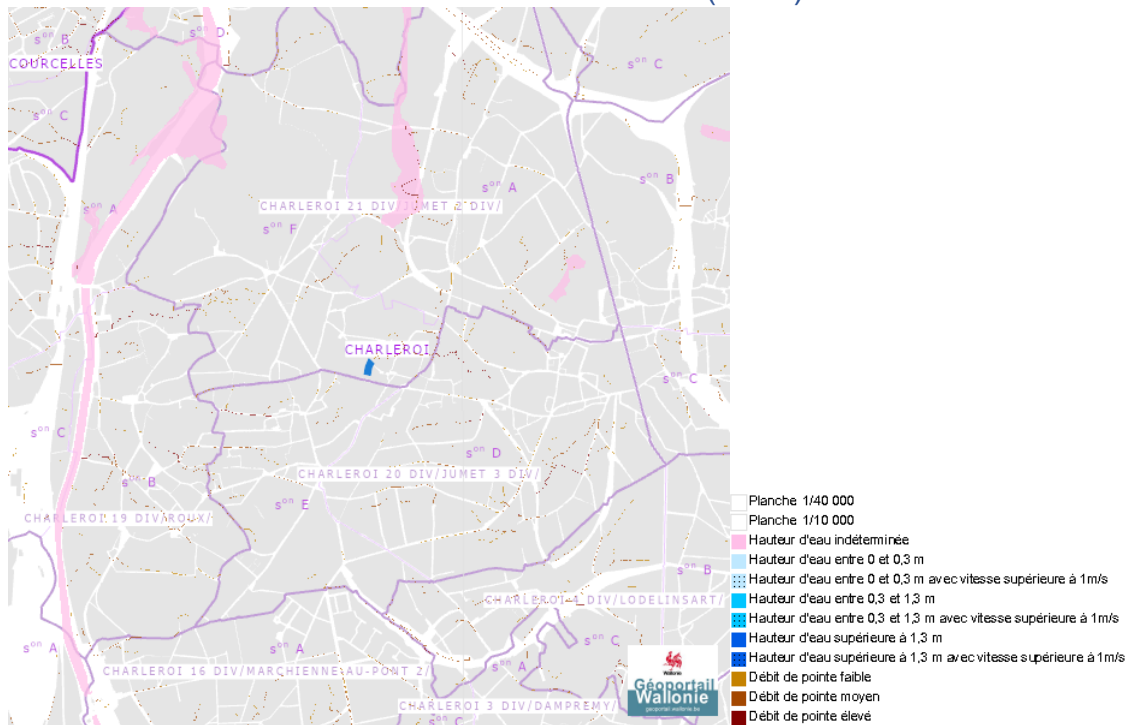 sᵒⁿ B
sᵒⁿ D
COURCELLES
sᵒⁿ C
sᵒⁿ C
sᵒⁿ A
sᵒⁿ B
sᵒⁿ A
CHARLEROI 21 DIV/JUMET 2 DIV/
sᵒⁿ F
CHARLEROI
sᵒⁿ C
sᵒⁿ C
sᵒⁿ D
CHARLEROI 20 DIV/JUMET 3 DIV/
sᵒⁿ B
sᵒⁿ E
CHARLEROI 19 DIV/ROUX/
sᵒⁿ B
CHARLEROI 4 DIV/LODELINSART/
sᵒⁿ A
sᵒⁿ A
sᵒⁿ C
CHARLEROI 16 DIV/MARCHIENNE-AU-PONT 2/
sᵒⁿ A
CHARLEROI 3 DIV/DAMPREMY/
sᵒⁿ C
Wallonie
Géoportail
Wallonie
geoportail.wallonie.be
Planche 1/40 000
Planche 1/10 000
Hauteur d'eau indéterminée
Hauteur d'eau entre 0 et 0,3 m
Hauteur d'eau entre 0 et 0,3 m avec vitesse supérieure à 1m/s
Hauteur d'eau entre 0,3 et 1,3 m
Hauteur d'eau entre 0,3 et 1,3 m avec vitesse supérieure à 1m/s
Hauteur d'eau supérieure à 1,3 m
Hauteur d'eau supérieure à 1,3 m avec vitesse supérieure à 1m/s
Débit de pointe faible
Débit de pointe moyen
Débit de pointe élevé